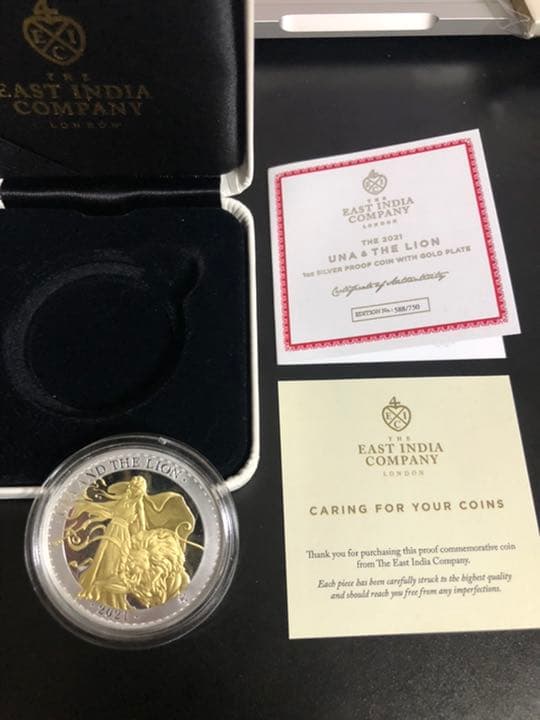 THE
EAST INDIA
COMPANY
LONDON
THE
EAST INDIA
COMPANY
LONDON
THE 2021
UNA & THE LION
1oz SILVER PROOF COIN WITH GOLD PLATE
Certificate of Authenticity
EDITION No.: 588/750
E I
C
THE
EAST INDIA
COMPANY
LONDON
CARING FOR YOUR COINS
Thank you for purchasing this proof commemorative coin
from The East India Company.
Each piece has been carefully struck to the highest quality
and should reach you free from any imperfections.
AND THE LION·
·2021·